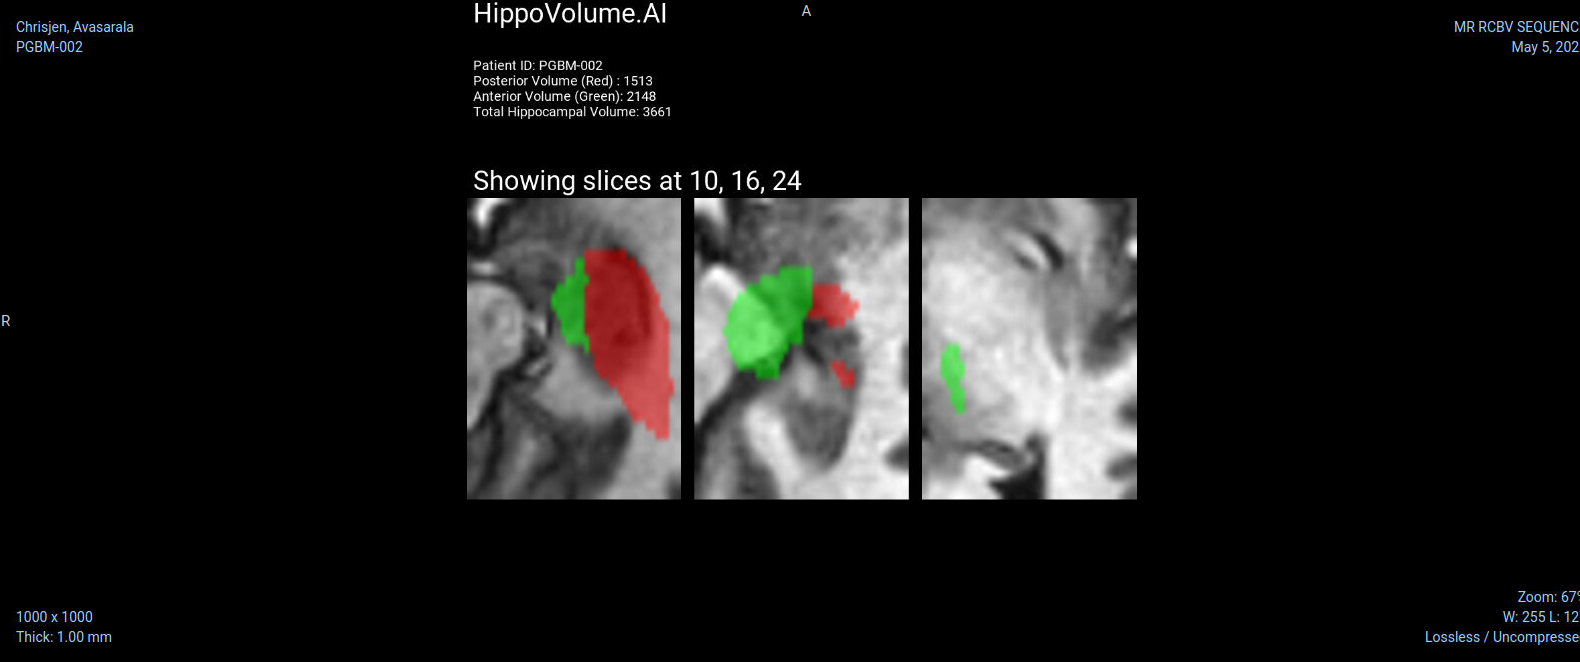 HippoVolume.AI
A
Chrisjen, Avasarala
PGBM-002
MR RCBV SEQUENC
May 5, 202
Patient ID: PGBM-002
Posterior Volume (Red) : 1513
Anterior Volume (Green): 2148
Total Hippocampal Volume: 3661
Showing slices at 10, 16, 24
R
1000 x 1000
Thick: 1.00 mm
Zoom: 67%
W: 255 L: 12
Lossless / Uncompresse